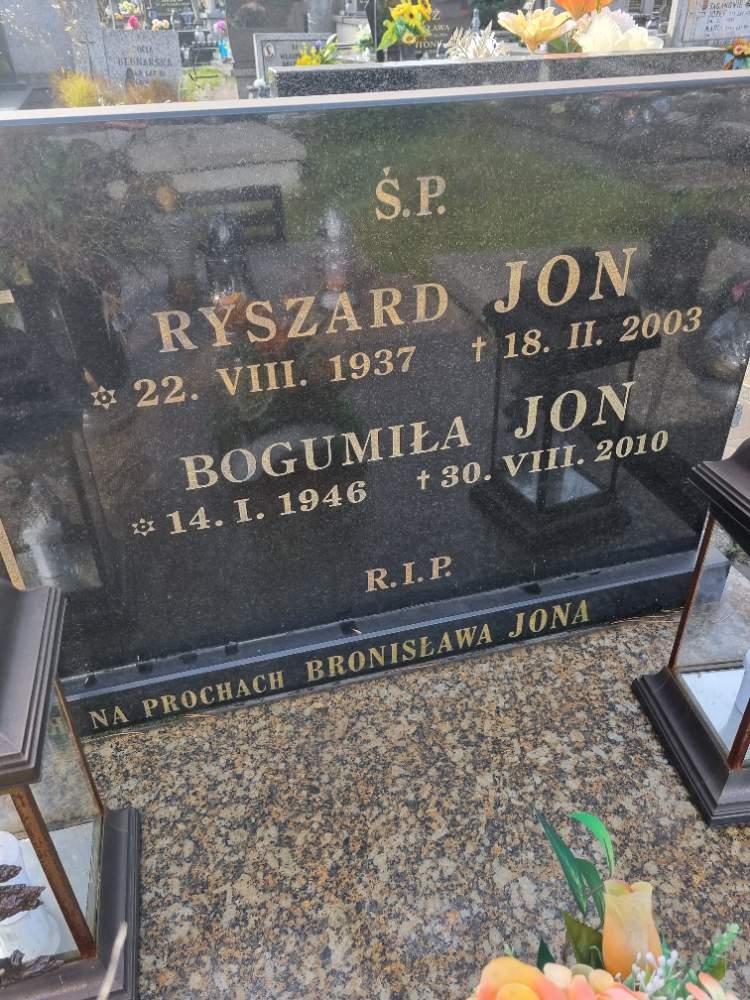 BEDNARSKA
Ś.P.
RYSZARD JON
✡ 22. VIII. 1937 † 18. II. 2003
BOGUMIŁA JON
✡ 14. I. 1946 † 30. VIII. 2010
R.I.P.
NA PROCHACH BRONISŁAWA JONA